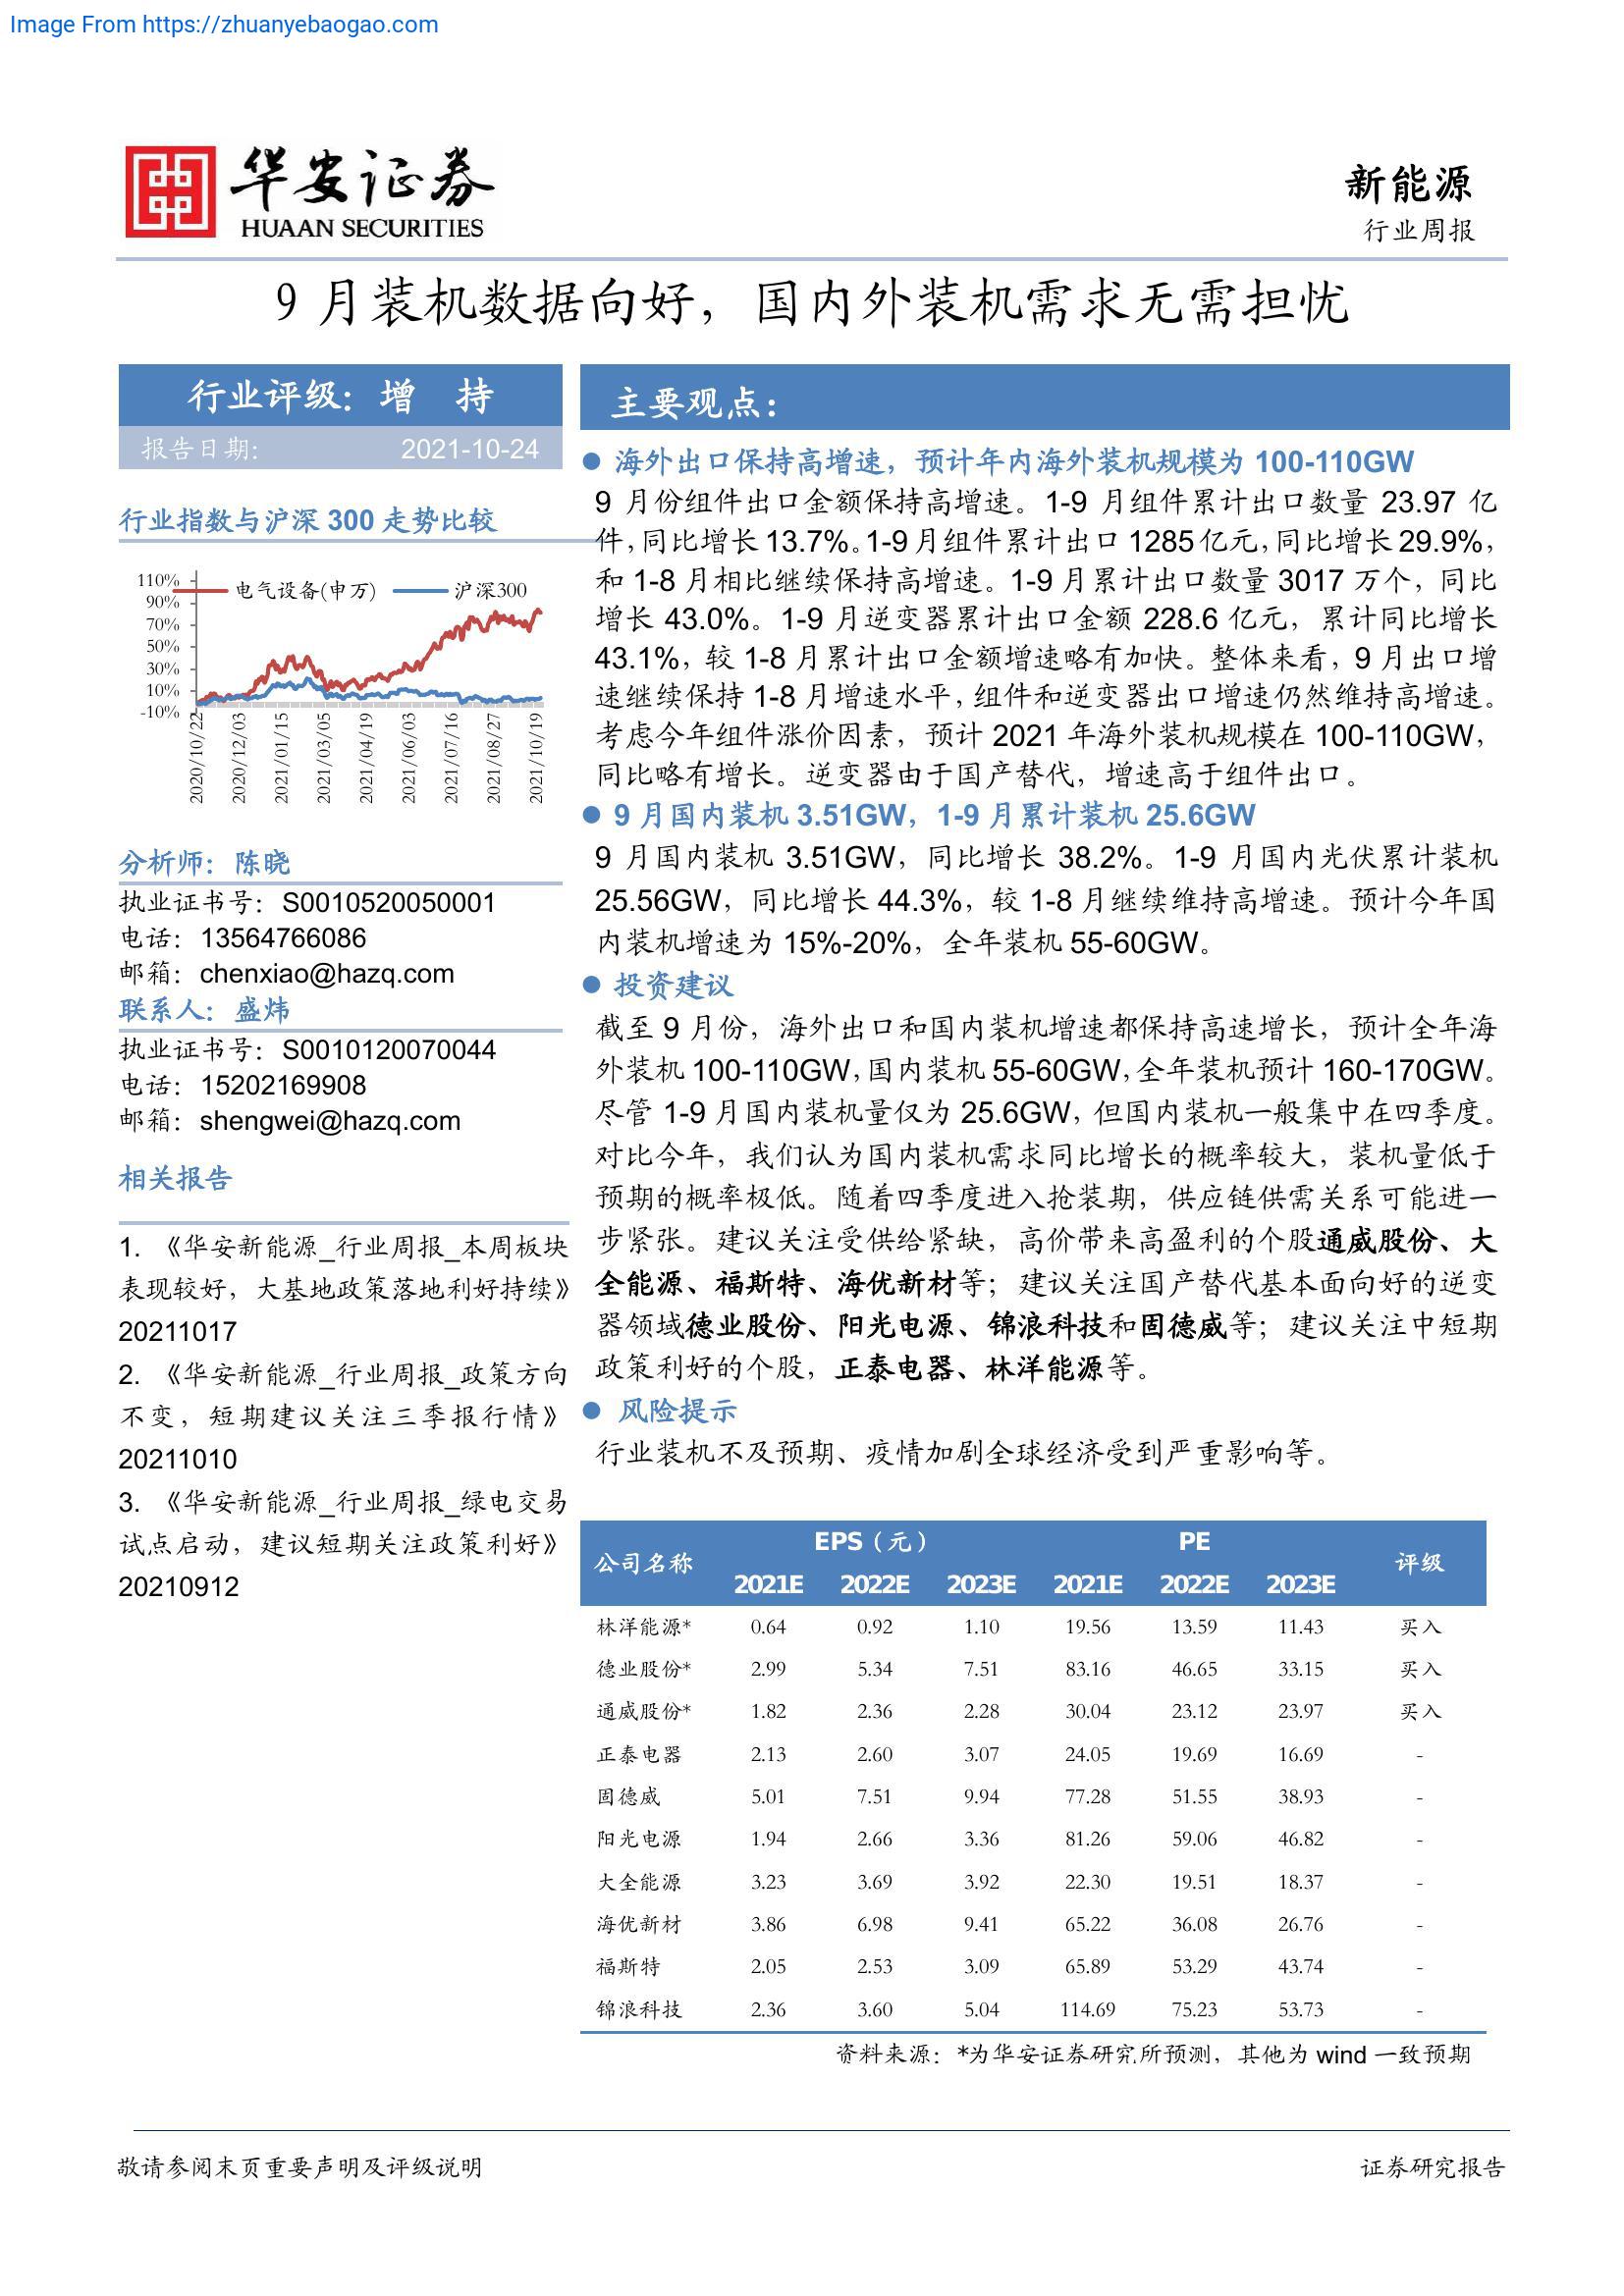 Image From https://zhuanyebaogao.com
华安证券
HUAAN SECURITIES
新能源
行业周报
9 月装机数据向好，国内外装机需求无需担忧
行业评级：增 持
报告日期： 2021-10-24
行业指数与沪深 300 走势比较
电气设备(申万) 沪深300
110%
90%
70%
50%
30%
10%
-10%
2020/10/22
2020/12/03
2021/01/15
2021/03/05
2021/04/19
2021/06/03
2021/07/16
2021/08/27
2021/10/19
分析师：陈晓
执业证书号：S0010520050001
电话：13564766086
邮箱：chenxiao@hazq.com
联系人：盛炜
执业证书号：S0010120070044
电话：15202169908
邮箱：shengwei@hazq.com
相关报告
1. 《华安新能源_行业周报_本周板块
表现较好，大基地政策落地利好持续》
20211017
2. 《华安新能源_行业周报_政策方向
不变，短期建议关注三季报行情》
20211010
3. 《华安新能源_行业周报_绿电交易
试点启动，建议短期关注政策利好》
20210912
主要观点：
● 海外出口保持高增速，预计年内海外装机规模为 100-110GW
9 月份组件出口金额保持高增速。1-9 月组件累计出口数量 23.97 亿
件，同比增长 13.7%。1-9 月组件累计出口 1285 亿元，同比增长 29.9%，
和 1-8 月相比继续保持高增速。1-9 月累计出口数量 3017 万个，同比
增长 43.0%。1-9 月逆变器累计出口金额 228.6 亿元，累计同比增长
43.1%，较 1-8 月累计出口金额增速略有加快。整体来看，9 月出口增
速继续保持 1-8 月增速水平，组件和逆变器出口增速仍然维持高增速。
考虑今年组件涨价因素，预计 2021 年海外装机规模在 100-110GW，
同比略有增长。逆变器由于国产替代，增速高于组件出口。
● 9 月国内装机 3.51GW，1-9 月累计装机 25.6GW
9 月国内装机 3.51GW，同比增长 38.2%。1-9 月国内光伏累计装机
25.56GW，同比增长 44.3%，较 1-8 月继续维持高增速。预计今年国
内装机增速为 15%-20%，全年装机 55-60GW。
● 投资建议
截至 9 月份，海外出口和国内装机增速都保持高速增长，预计全年海
外装机 100-110GW，国内装机 55-60GW，全年装机预计 160-170GW。
尽管 1-9 月国内装机量仅为 25.6GW，但国内装机一般集中在四季度。
对比今年，我们认为国内装机需求同比增长的概率较大，装机量低于
预期的概率极低。随着四季度进入抢装期，供应链供需关系可能进一
步紧张。建议关注受供给紧缺，高价带来高盈利的个股通威股份、大
全能源、福斯特、海优新材等；建议关注国产替代基本面向好的逆变
器领域德业股份、阳光电源、锦浪科技和固德威等；建议关注中短期
政策利好的个股，正泰电器、林洋能源等。
● 风险提示
行业装机不及预期、疫情加剧全球经济受到严重影响等。
公司名称 EPS（元） PE 评级
2021E 2022E 2023E 2021E 2022E 2023E
林洋能源* 0.64 0.92 1.10 19.56 13.59 11.43 买入
德业股份* 2.99 5.34 7.51 83.16 46.65 33.15 买入
通威股份* 1.82 2.36 2.28 30.04 23.12 23.97 买入
正泰电器 2.13 2.60 3.07 24.05 19.69 16.69 -
固德威 5.01 7.51 9.94 77.28 51.55 38.93 -
阳光电源 1.94 2.66 3.36 81.26 59.06 46.82 -
大全能源 3.23 3.69 3.92 22.30 19.51 18.37 -
海优新材 3.86 6.98 9.41 65.22 36.08 26.76 -
福斯特 2.05 2.53 3.09 65.89 53.29 43.74 -
锦浪科技 2.36 3.60 5.04 114.69 75.23 53.73 -
资料来源：*为华安证券研究所预测，其他为 wind 一致预期
敬请参阅末页重要声明及评级说明
证券研究报告